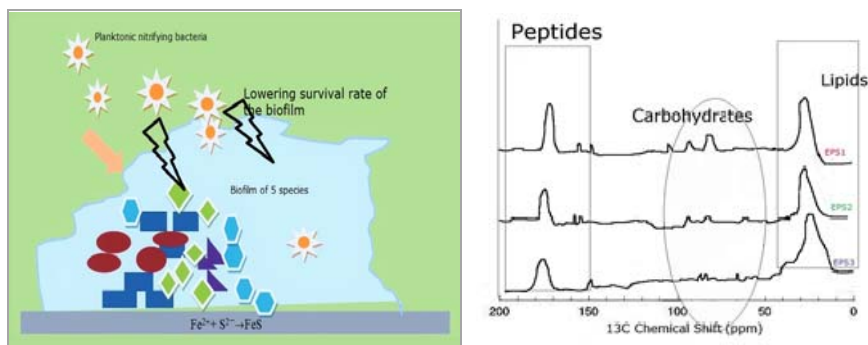 Planktonic nitrifying bacteria
Lowering survival rate of
the biofilm
Biofilm of 5 species
Fe²⁺+ S²⁻→FeS
Peptides
Lipids
Carbohydrates
EPS1
EPS2
EPS3
200 150 100 50 0
13C Chemical Shift (ppm)